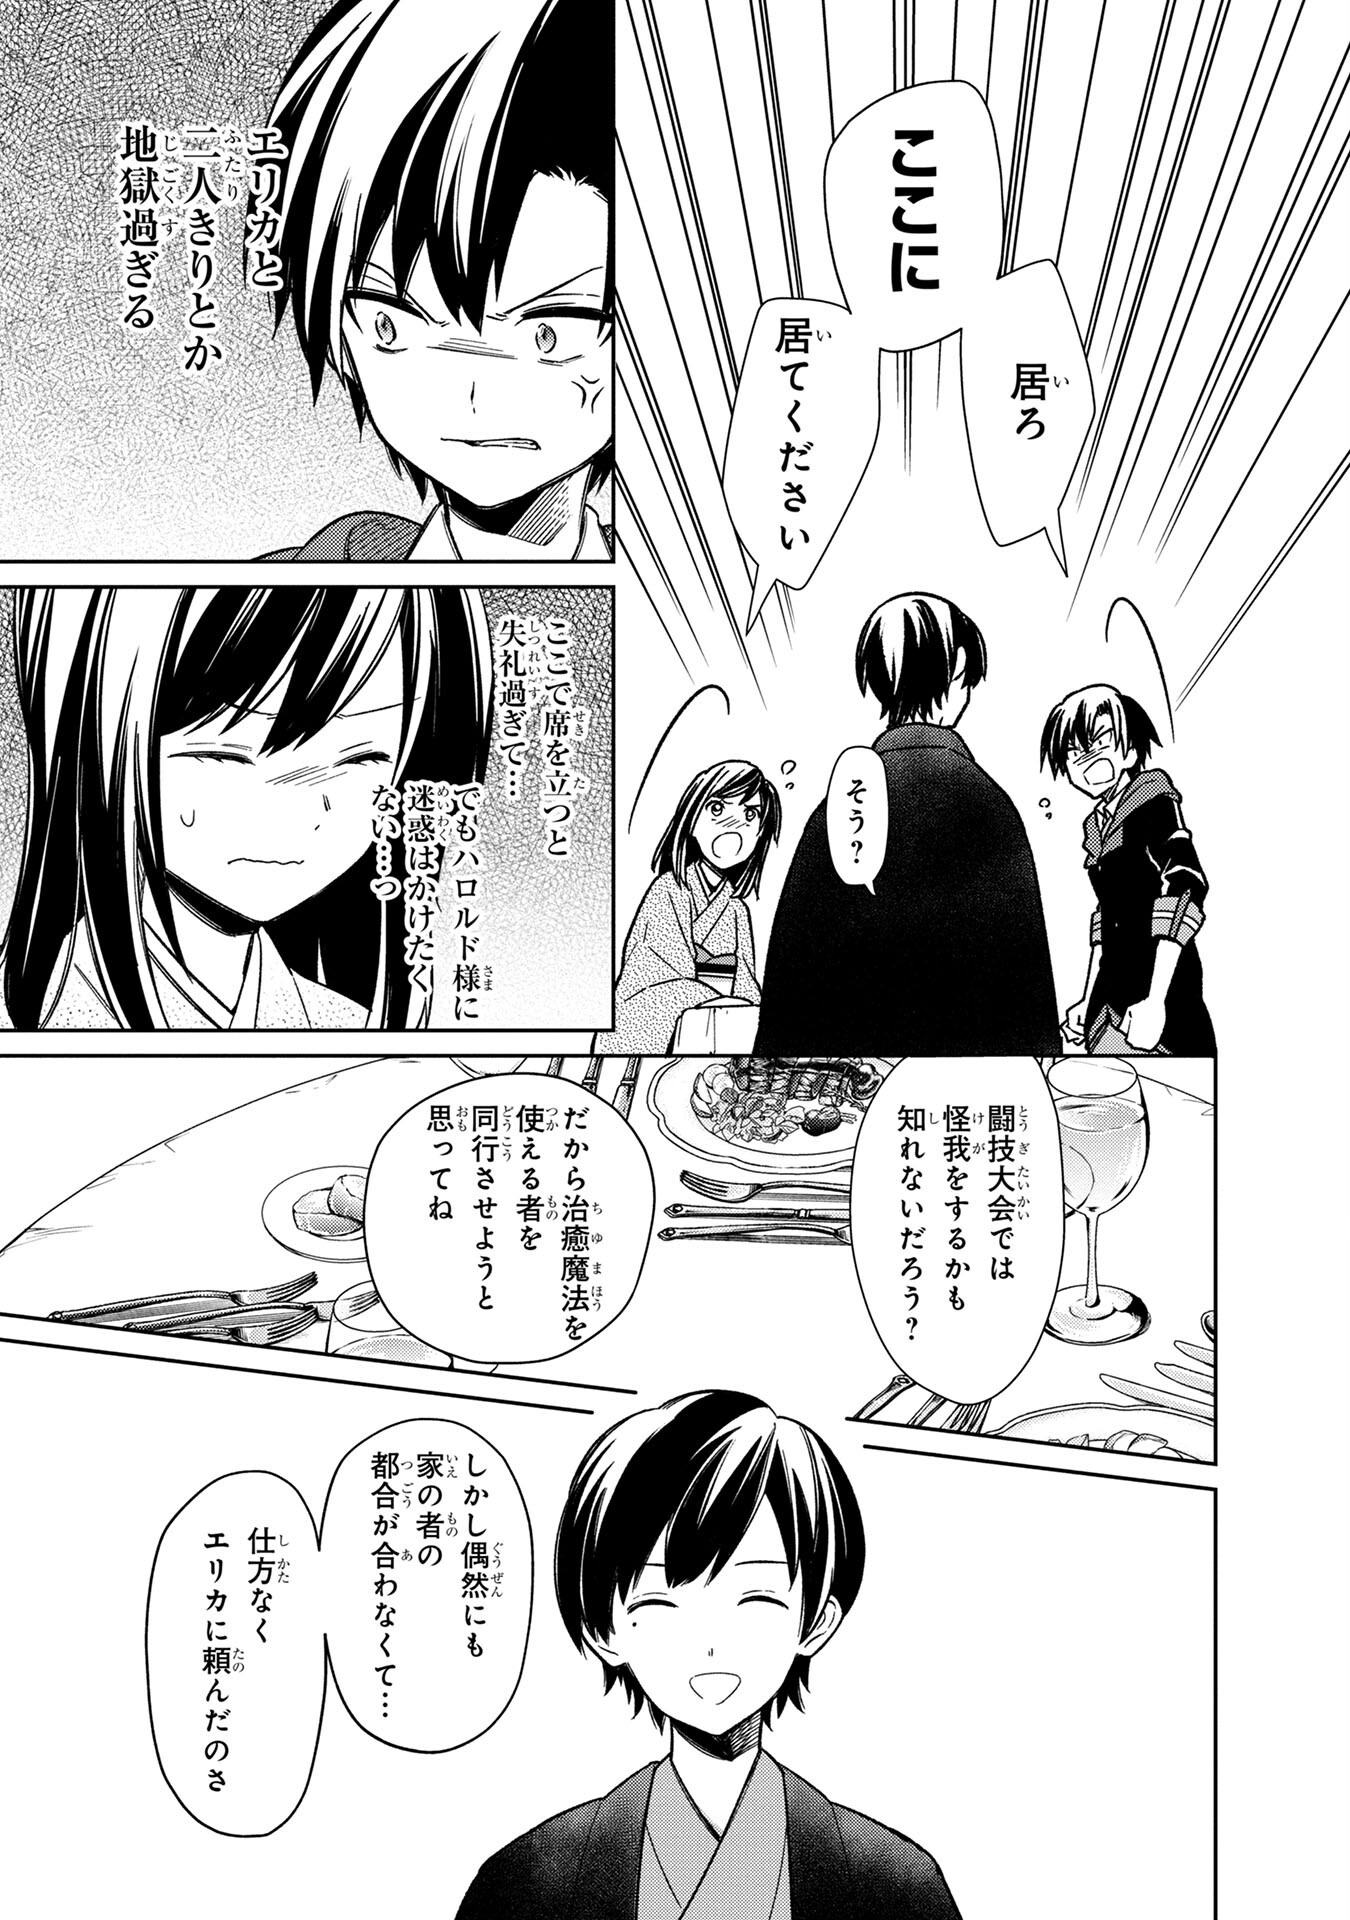 ここに
居ろ
居てください
そう？
エリカと
二人きりとか
地獄過ぎる
ここで席を立つと
失礼過ぎて…
でもハロルド様に
迷惑はかけたく
ない…っ
闘技大会では
怪我をするかも
知れないだろう？
だから治癒魔法を
使える者を
同行させようと
思ってね
しかし偶然にも
家の者の
都合が合わなくて…
仕方なく
エリカに頼んだのさ